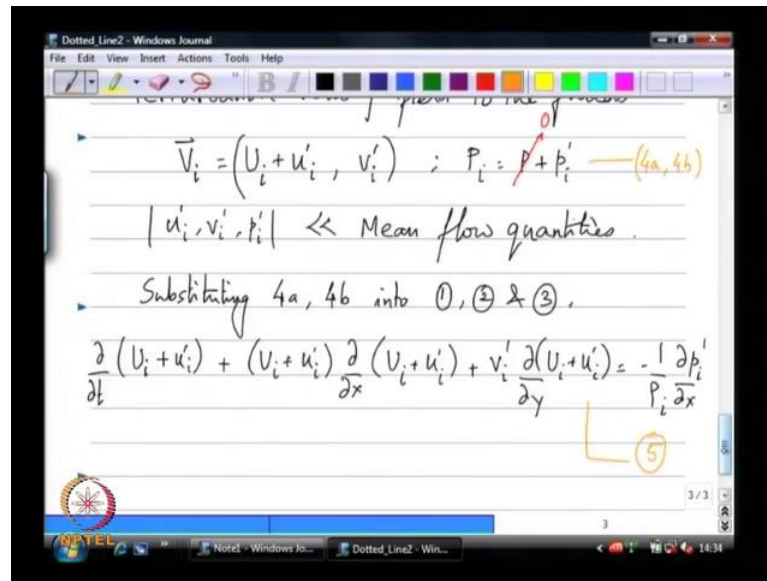 Dotted_Line2 - Windows Journal
File Edit View Insert Actions Tools Help
B I
to the
V⃗ᵢ = (Uᵢ + u'ᵢ , v'ᵢ) ; Pᵢ = p + p'ᵢ — (4a, 4b)
0
|u'ᵢ, v'ᵢ, p'ᵢ| << Mean flow quantities.
Substituting 4a, 4b into ①, ② & ③.
∂/∂t (Uᵢ + u'ᵢ) + (Uᵢ + u'ᵢ) ∂/∂x (Uᵢ + u'ᵢ) + v'ᵢ ∂(Uᵢ + u'ᵢ)/∂y = - 1/ρᵢ ∂p'ᵢ/∂x
⑤
3/3
3
NPTEL
Note1 - Windows Jo...
Dotted_Line2 - Win...
14:34